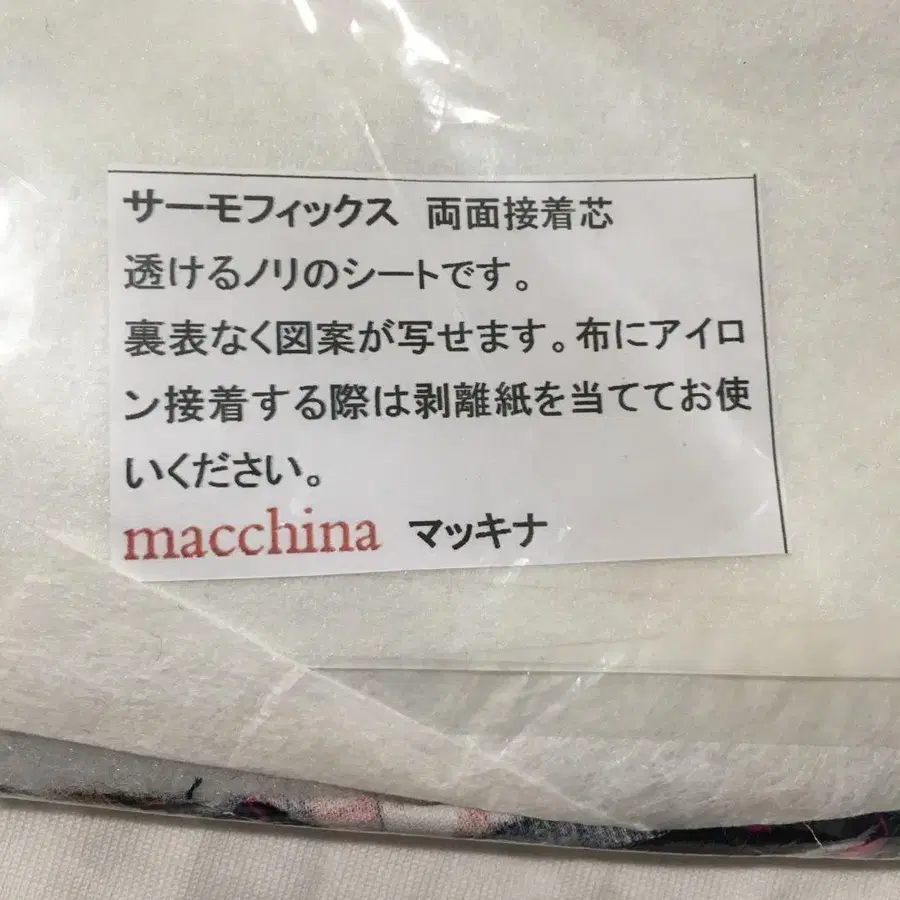 サーモフィックス 両面接着芯
透けるノリのシートです。
裏表なく図案が写せます。布にアイロ
ン接着する際は剥離紙を当ててお使
いください。
macchina マッキナ